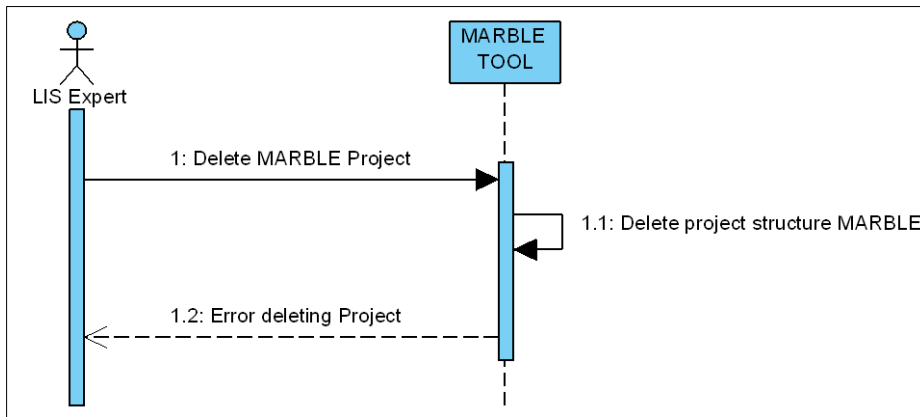 MARBLE
TOOL
LIS Expert
1: Delete MARBLE Project
1.1: Delete project structure MARBLE
1.2: Error deleting Project